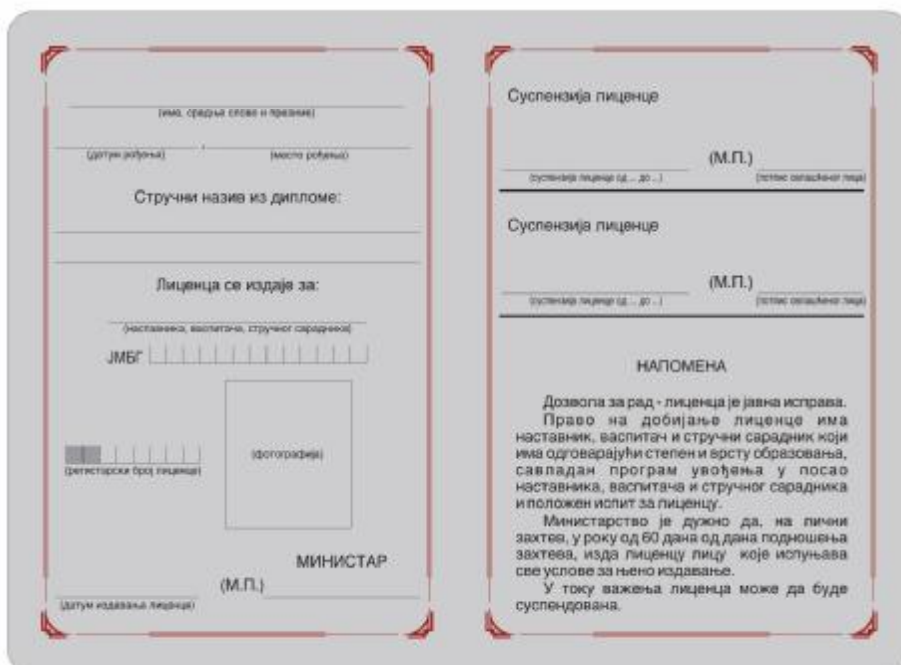 (име, средње слово и презиме)
,
(датум рођења) (место рођења)
Стручни назив из дипломе:
Лиценца се издаје за:
(наставника, васпитача, стручног сарадника)
ЈМБГ
(регистарски број лиценце)
(фотографија)
МИНИСТАР
(М.П.)
(датум издавања лиценце)
Суспензија лиценце
(М.П.)
(суспензија лиценце од ... до ...) (потпис овлашћеног лица)
Суспензија лиценце
(М.П.)
(суспензија лиценце од ... до ...) (потпис овлашћеног лица)
НАПОМЕНА
Дозвола за рад - лиценца је јавна исправа.
Право на добијање лиценце има
наставник, васпитач и стручни сарадник који
има одговарајући степен и врсту образовања,
савладан програм увођења у посао
наставника, васпитача и стручног сарадника
и положен испит за лиценцу.
Министарство је дужно да, на лични
захтев, у року од 60 дана од дана подношења
захтева, изда лиценцу лицу које испуњава
све услове за њено издавање.
У току важења лиценца може да буде
суспендована.